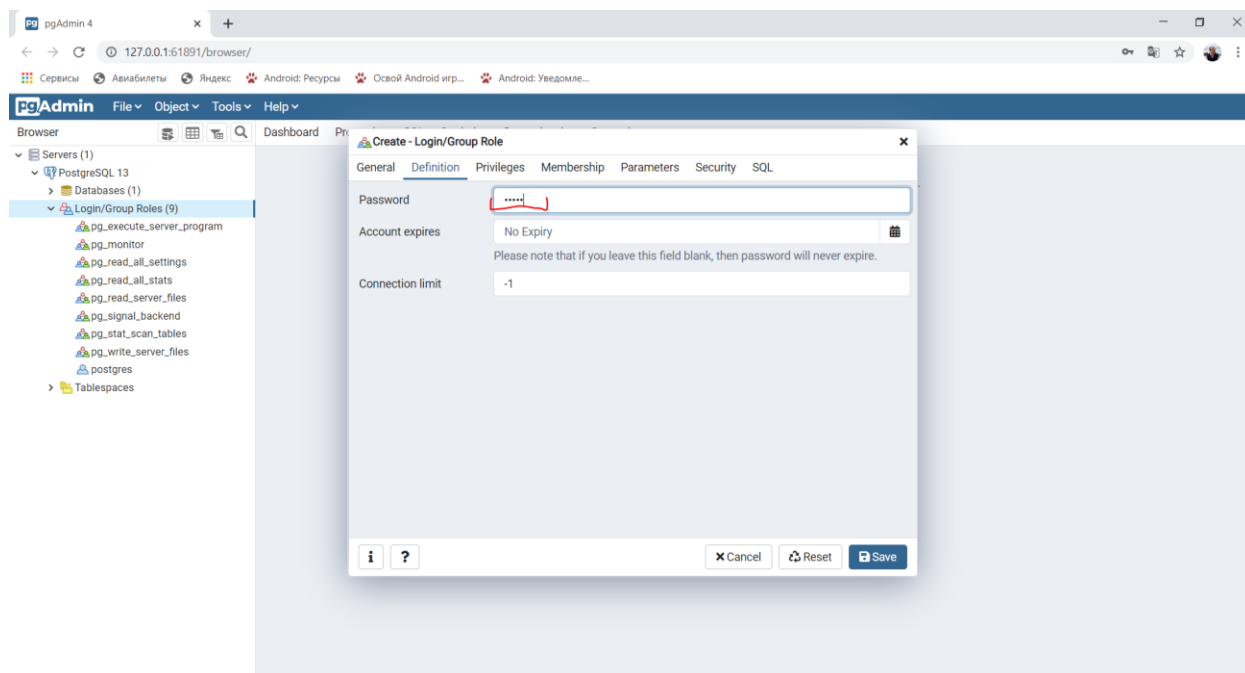 pgAdmin 4
127.0.0.1:61891/browser/
Сервисы Авиабилеты Яндекс Android: Ресурсы Освой Android игр... Android: Уведомле...
pgAdmin File Object Tools Help
Browser Dashboard
Servers (1)
PostgreSQL 13
Databases (1)
Login/Group Roles (9)
pg_execute_server_program
pg_monitor
pg_read_all_settings
pg_read_all_stats
pg_read_server_files
pg_signal_backend
pg_stat_scan_tables
pg_write_server_files
postgres
Tablespaces
Create - Login/Group Role
General Definition Privileges Membership Parameters Security SQL
Password •••••
Account expires No Expiry
Please note that if you leave this field blank, then password will never expire.
Connection limit -1
i ? Cancel Reset Save